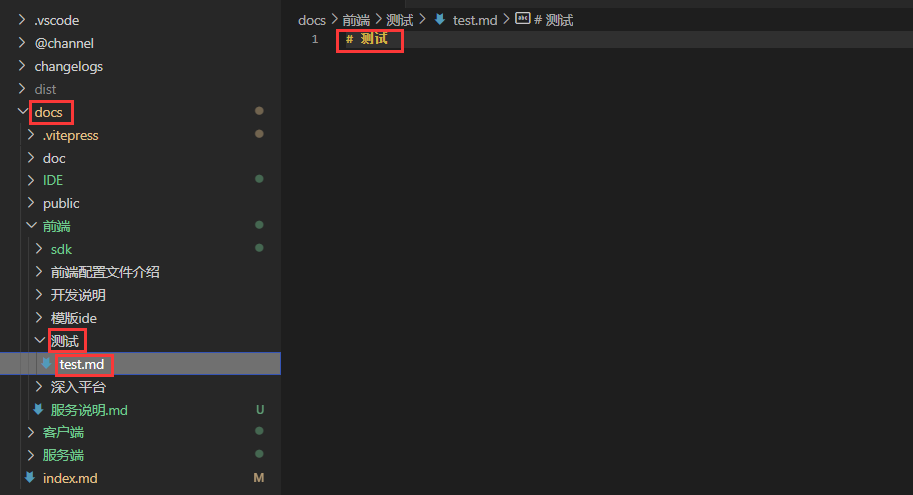 .vscode
@channel
changelogs
dist
docs
.vitepress
doc
IDE
public
前端
sdk
前端配置文件介绍
开发说明
模版ide
测试
test.md
深入平台
服务说明.md U
客户端
服务端
index.md M
docs > 前端 > 测试 > test.md > # 测试
1 # 测试